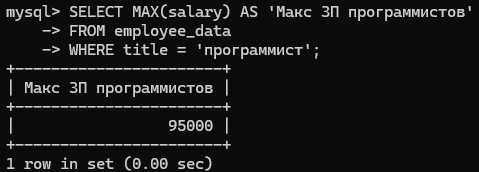 mysql> SELECT MAX(salary) AS 'Макс ЗП программистов'
    -> FROM employee_data
    -> WHERE title = 'программист';
+-----------------------+
| Макс ЗП программистов |
+-----------------------+
|                 95000 |
+-----------------------+
1 row in set (0.00 sec)